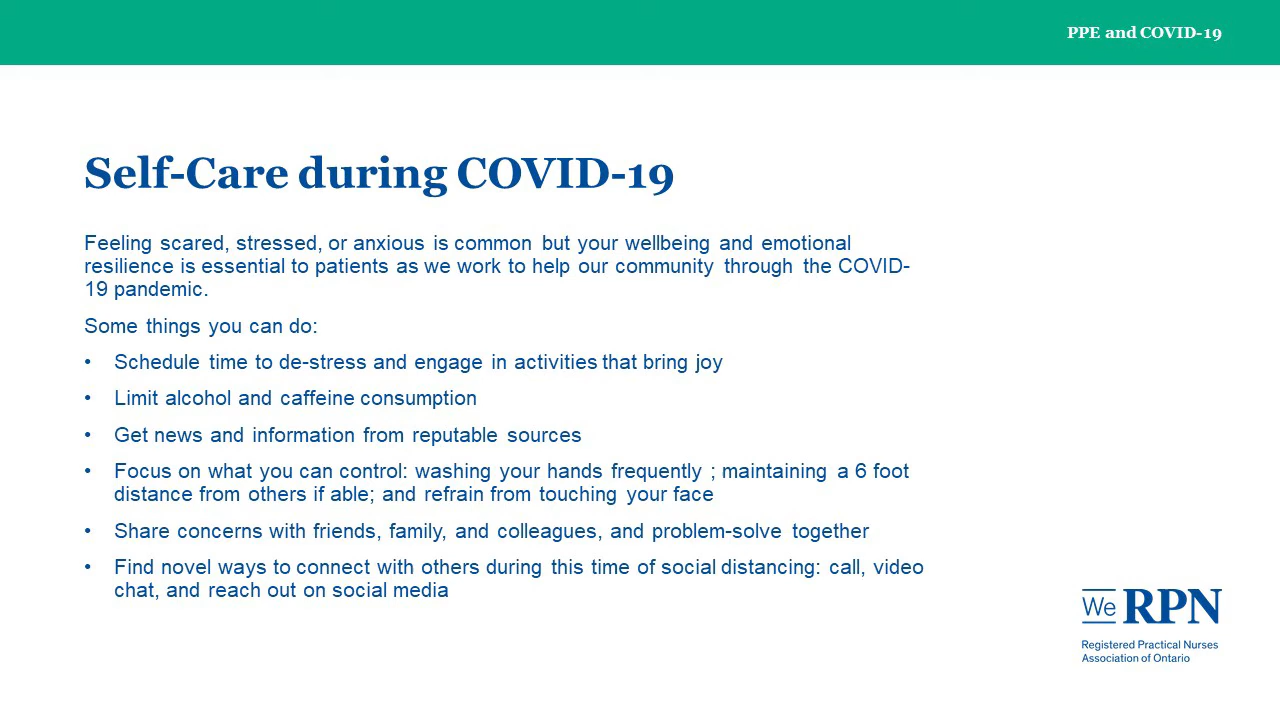 PPE and COVID-19
Self-Care during COVID-19
Feeling scared, stressed, or anxious is common but your wellbeing and emotional
resilience is essential to patients as we work to help our community through the COVID-
19 pandemic.
Some things you can do:
• Schedule time to de-stress and engage in activities that bring joy
• Limit alcohol and caffeine consumption
• Get news and information from reputable sources
• Focus on what you can control: washing your hands frequently ; maintaining a 6 foot
distance from others if able; and refrain from touching your face
• Share concerns with friends, family, and colleagues, and problem-solve together
• Find novel ways to connect with others during this time of social distancing: call, video
chat, and reach out on social media
We RPN
Registered Practical Nurses
Association of Ontario